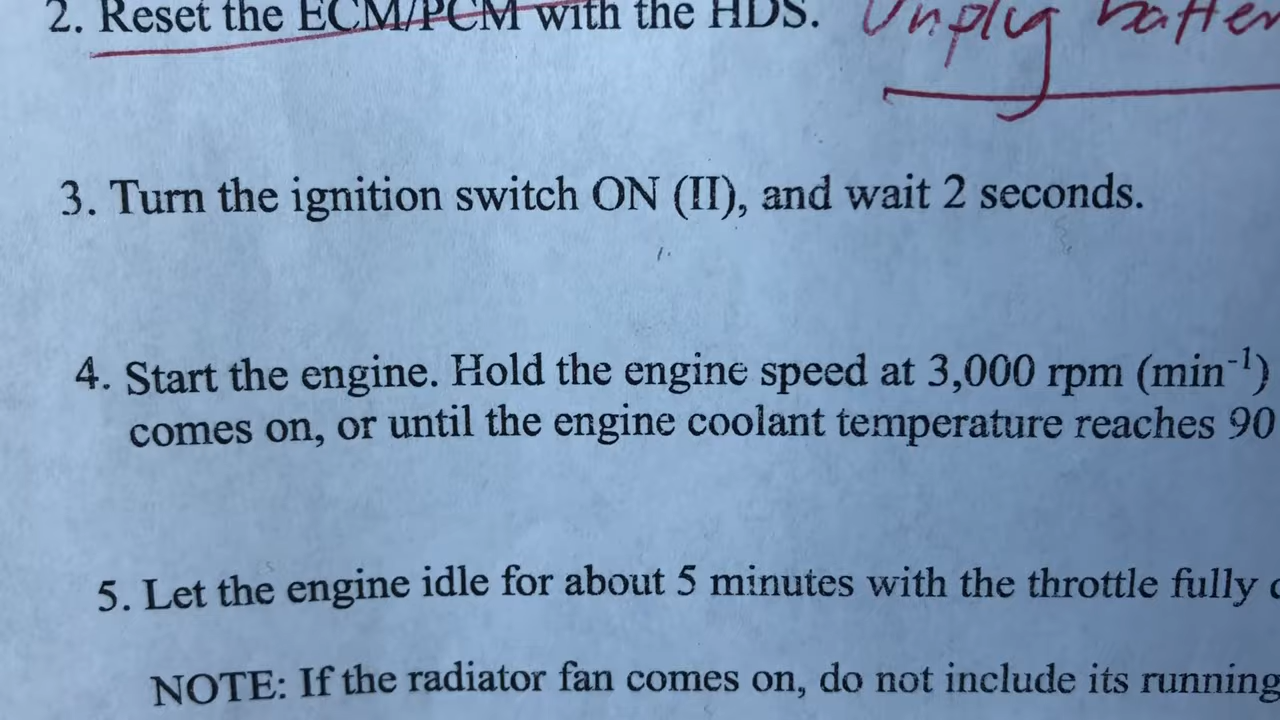 2. Reset the ECM/PCM with the HDS. Unplug
3. Turn the ignition switch ON (II), and wait 2 seconds.
4. Start the engine. Hold the engine speed at 3,000 rpm (min⁻¹)
comes on, or until the engine coolant temperature reaches 90
5. Let the engine idle for about 5 minutes with the throttle fully
NOTE: If the radiator fan comes on, do not include its running